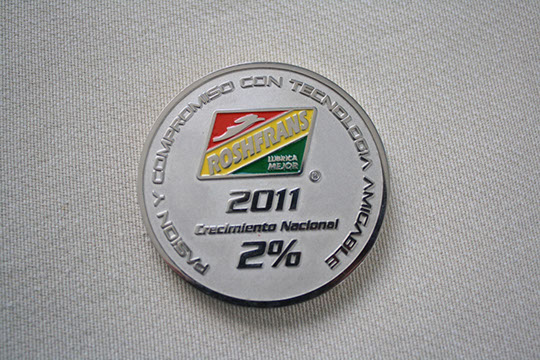 PASION Y COMPROMISO CON TECNOLOGIA AMIGABLE
ROSHFRANS
LUBRICA
MEJOR
®
2011
Crecimiento Nacional
2%